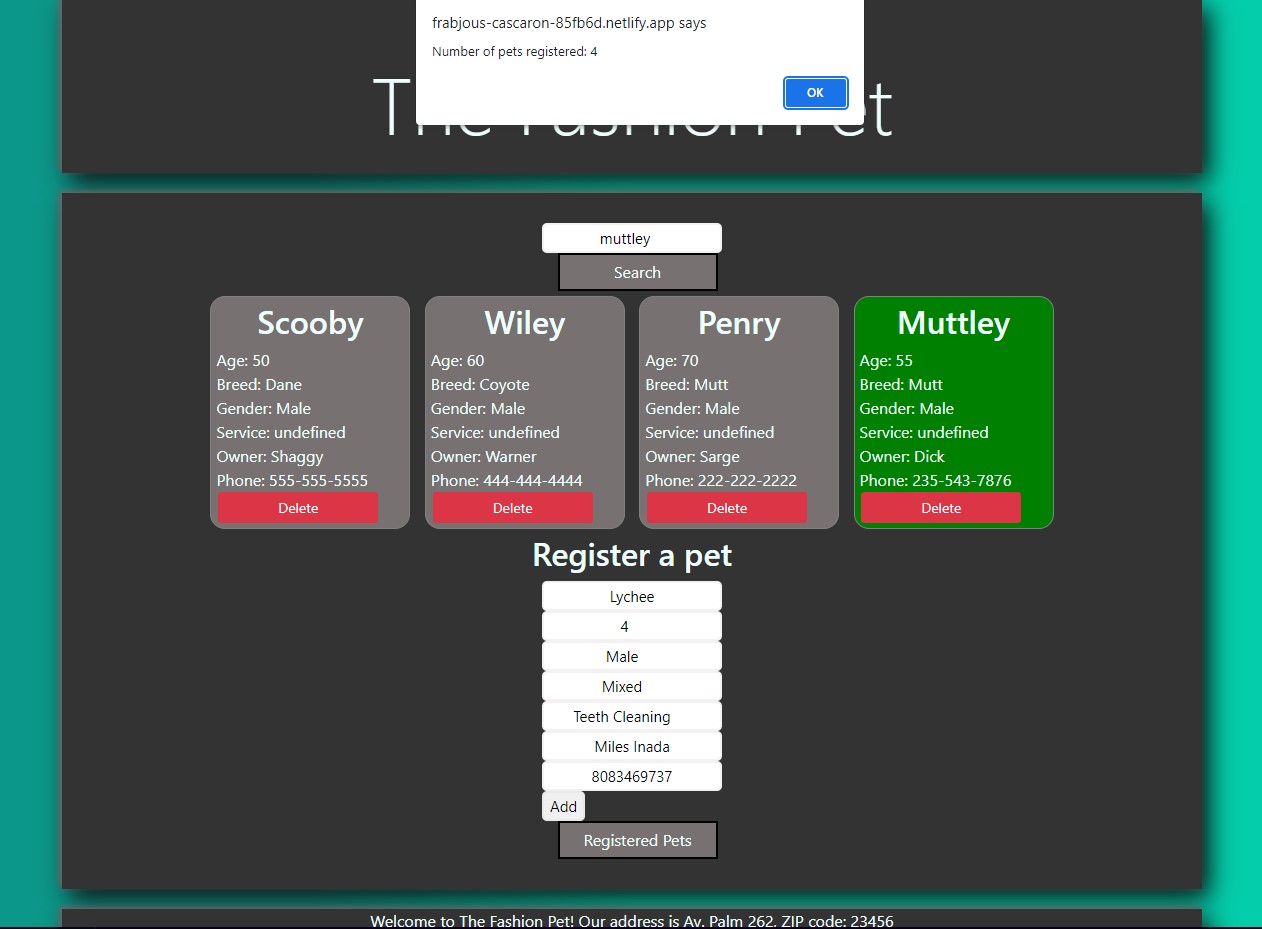 frabjous-cascaron-85fb6d.netlify.app says
Number of pets registered: 4
OK
The Fashion Pet
muttley
Search
Scooby
Age: 50
Breed: Dane
Gender: Male
Service: undefined
Owner: Shaggy
Phone: 555-555-5555
Delete
Wiley
Age: 60
Breed: Coyote
Gender: Male
Service: undefined
Owner: Warner
Phone: 444-444-4444
Delete
Penry
Age: 70
Breed: Mutt
Gender: Male
Service: undefined
Owner: Sarge
Phone: 222-222-2222
Delete
Muttley
Age: 55
Breed: Mutt
Gender: Male
Service: undefined
Owner: Dick
Phone: 235-543-7876
Delete
Register a pet
Lychee
4
Male
Mixed
Teeth Cleaning
Miles Inada
8083469737
Add
Registered Pets
Welcome to The Fashion Pet! Our address is Av. Palm 262. ZIP code: 23456